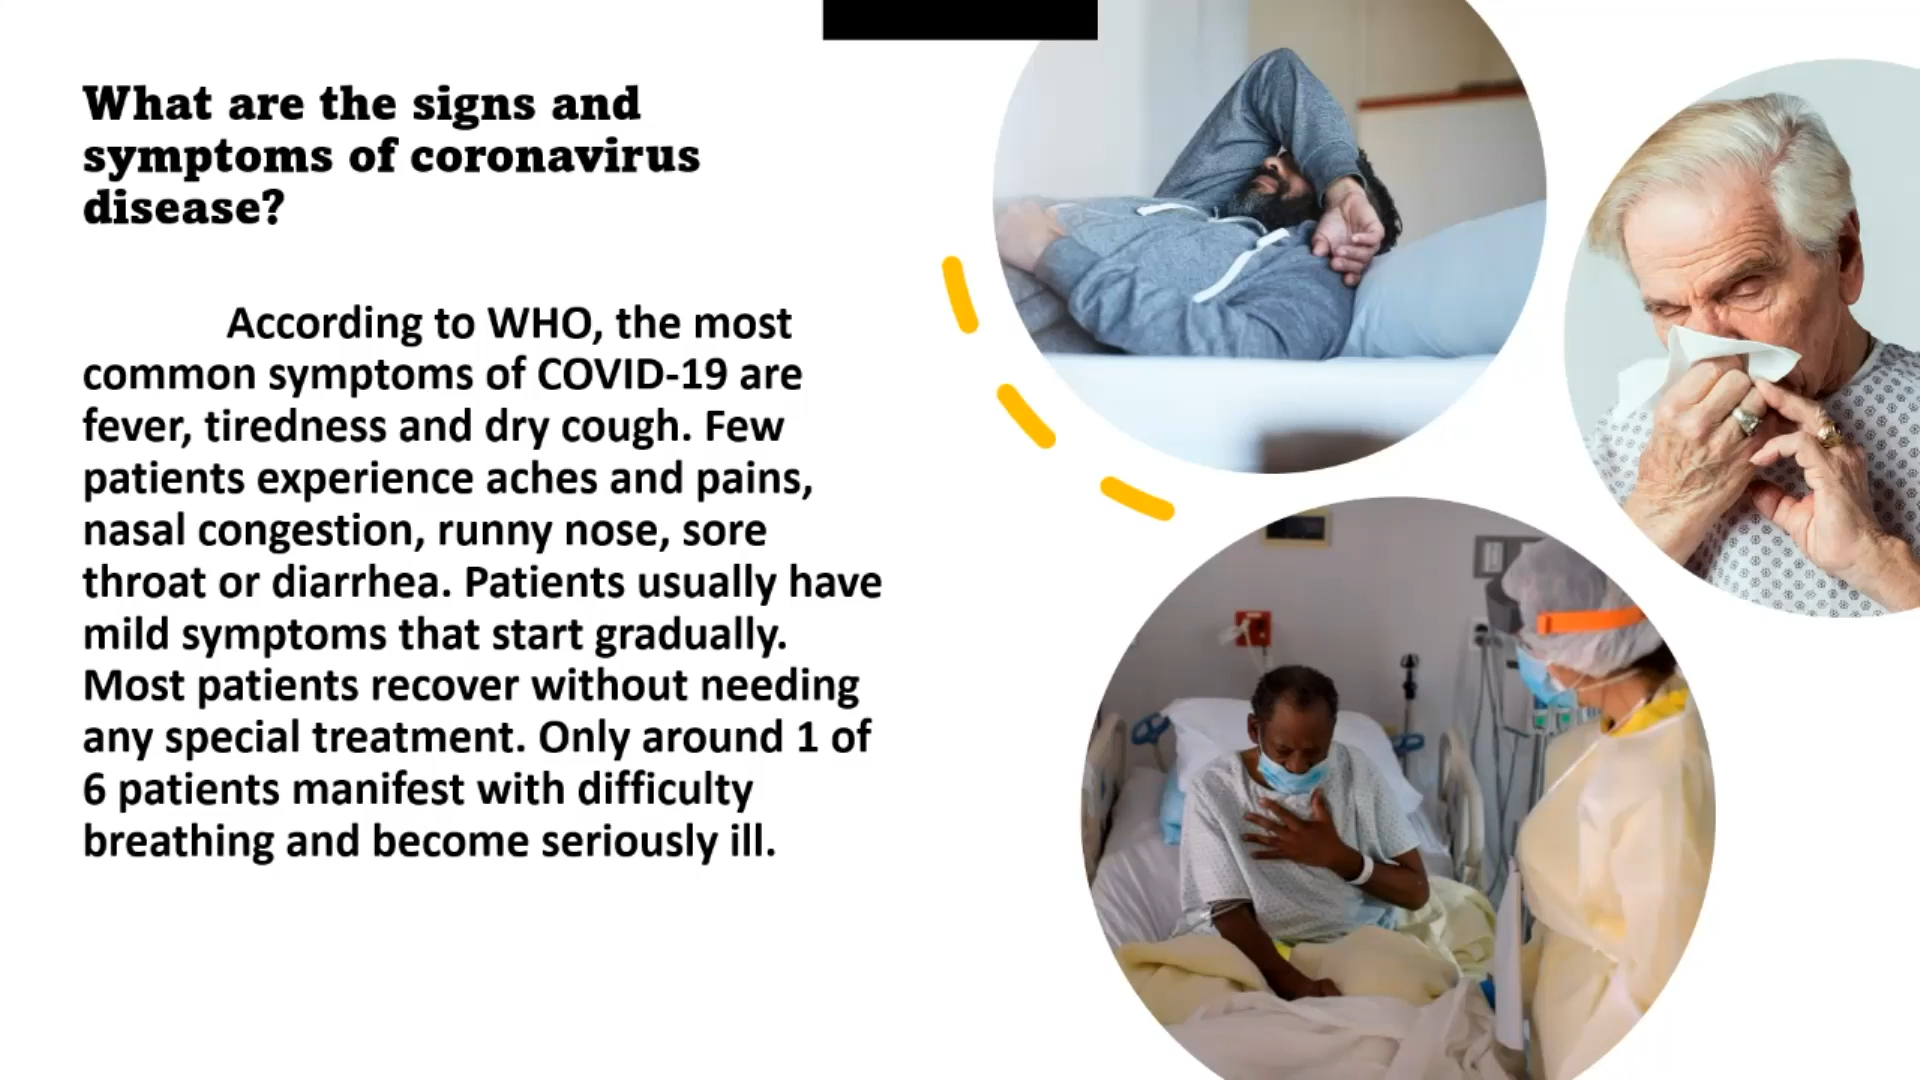 What are the signs and
symptoms of coronavirus
disease?
According to WHO, the most
common symptoms of COVID-19 are
fever, tiredness and dry cough. Few
patients experience aches and pains,
nasal congestion, runny nose, sore
throat or diarrhea. Patients usually have
mild symptoms that start gradually.
Most patients recover without needing
any special treatment. Only around 1 of
6 patients manifest with difficulty
breathing and become seriously ill.